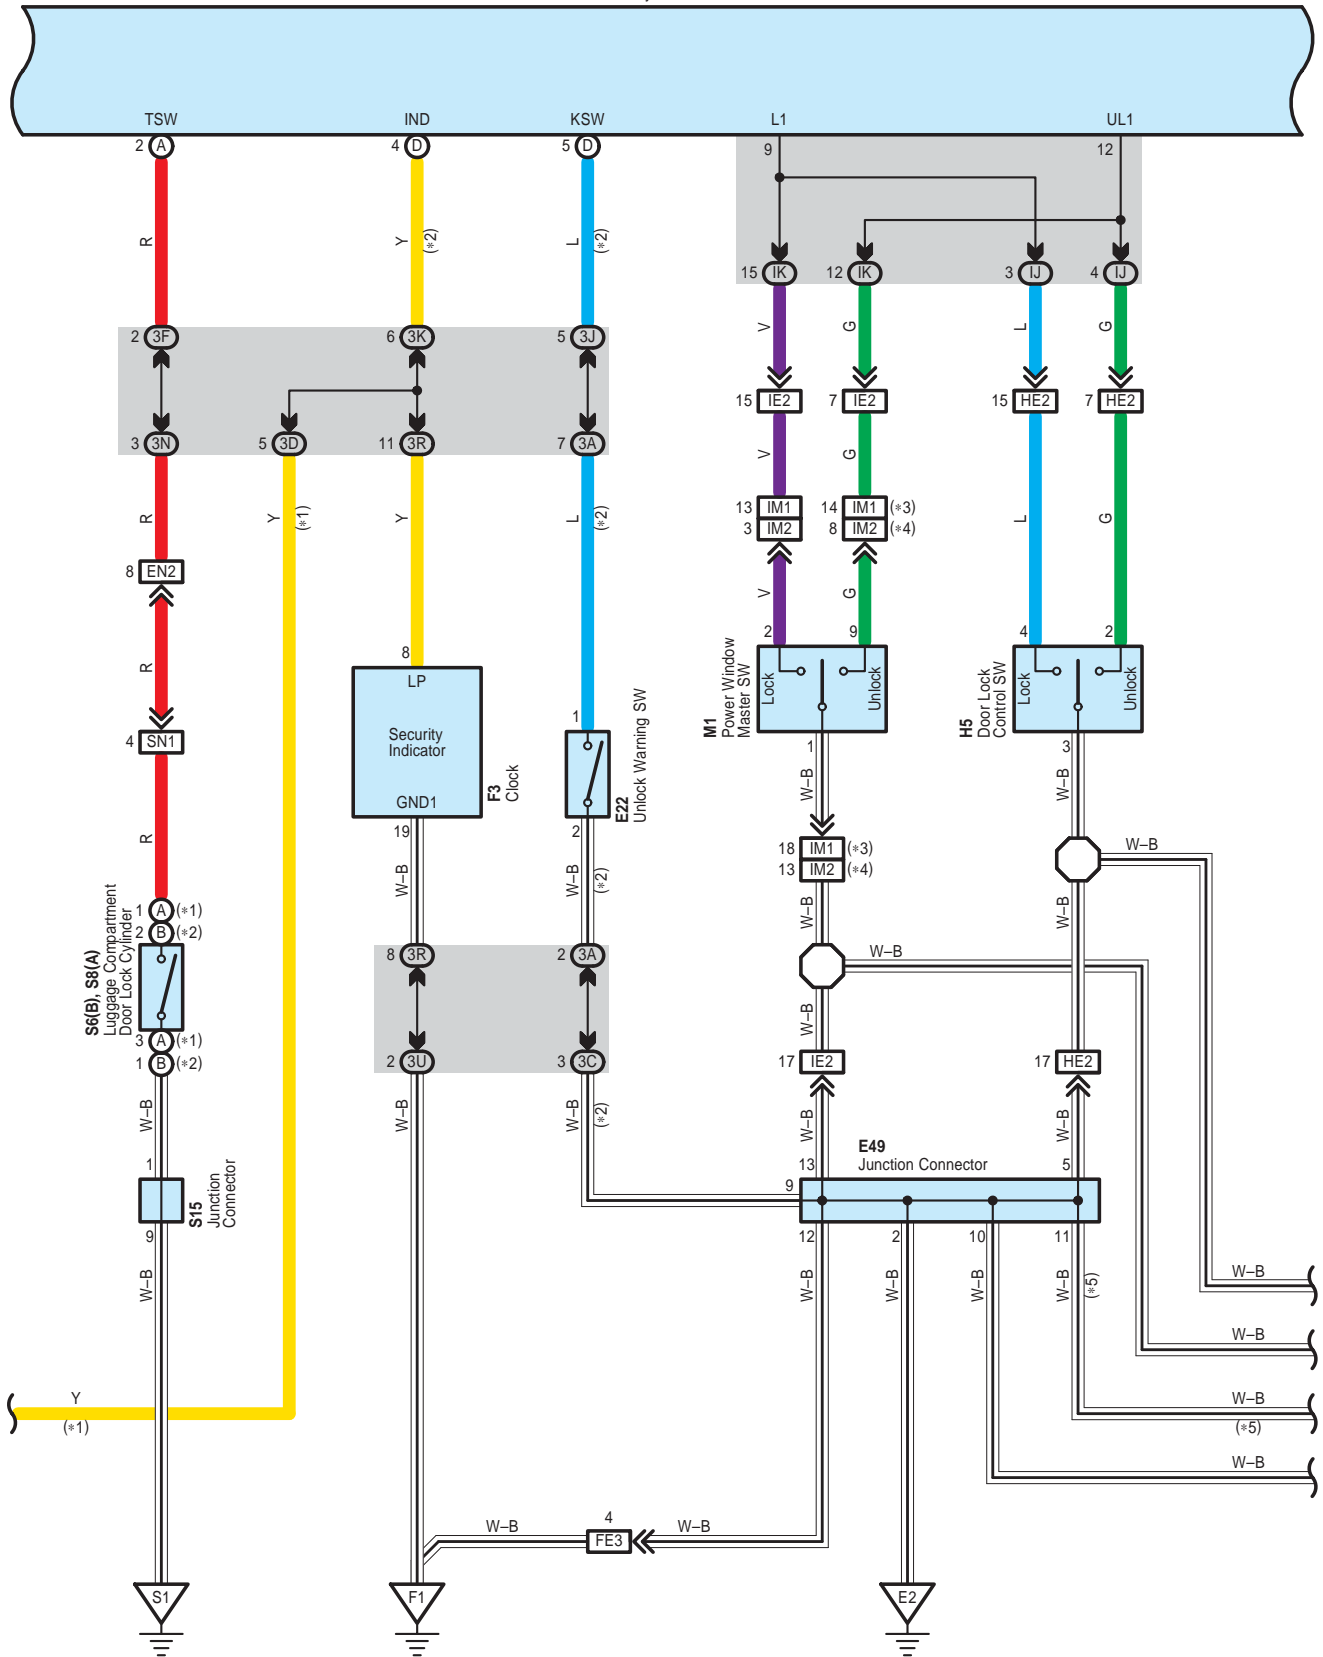 TSW IND KSW L1 UL1
2 A 4 D 5 D 9 12
R Y (*2) L (*2)
15 IK 12 IK 3 IJ 4 IJ
V G L G
2 3F 6 3K 5 3J
15 IE2 7 IE2 15 HE2 7 HE2
3 3N 5 3D 11 3R 7 3A
V G
R Y (*1) Y L (*2) L G
13 IM1 14 IM1 (*3)
3 IM2 8 IM2 (*4)
8 EN2
V G
R
2 9 4 2
8
LP
Security
Indicator
GND1
19
F3
Clock
1
E22
Unlock Warning SW
2
M1
Power Window
Master SW
Lock Unlock
1
H5
Door Lock
Control SW
Lock Unlock
3
4 SN1
R
W–B W–B
18 IM1 (*3)
13 IM2 (*4)
W–B
W–B W–B (*2)
W–B W–B
1 A (*1)
2 B (*2)
S6(B), S8(A)
Luggage Compartment
Door Lock Cylinder
3 A (*1)
1 B (*2)
8 3R 2 3A
W–B
W–B
2 3U 3 3C
17 IE2 17 HE2
W–B W–B W–B (*2) W–B W–B
E49
Junction Connector
1 13 5
9
S15
Junction
Connector
9 12 2 10 11
W–B W–B W–B (*5)
W–B
W–B
Y
(*1)
W–B
(*5)
W–B
W–B 4 W–B
FE3
S1 F1 E2